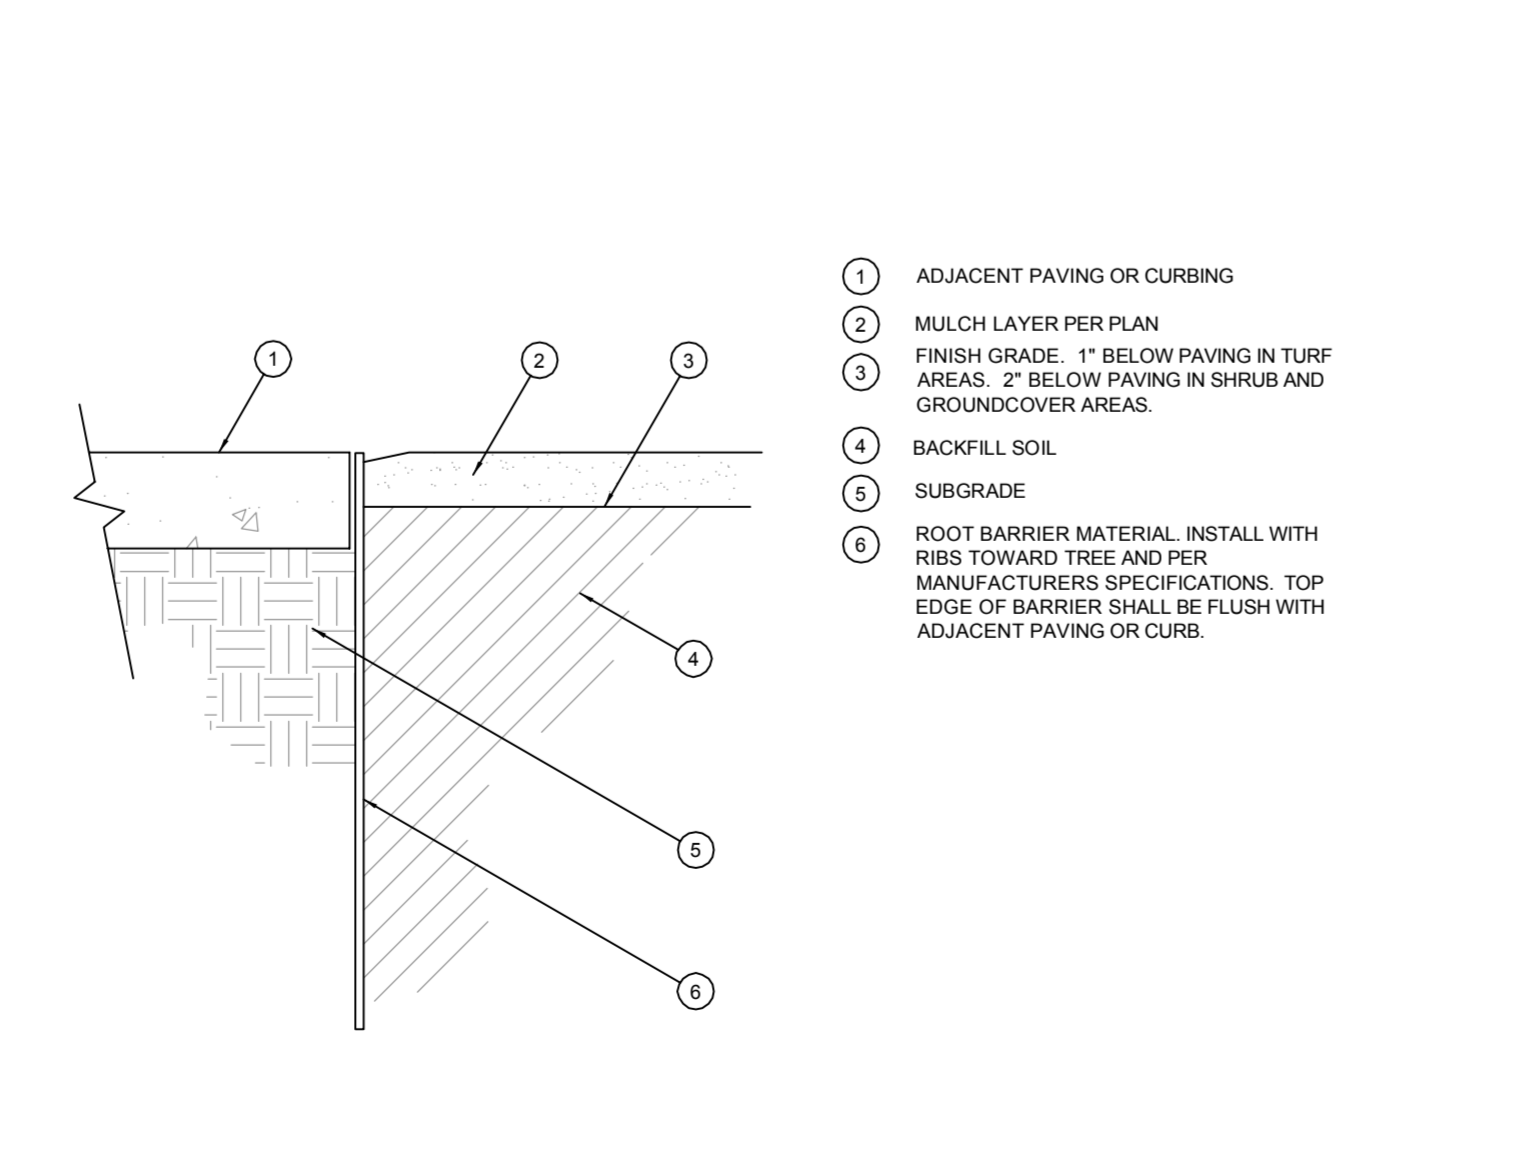 1 ADJACENT PAVING OR CURBING
2 MULCH LAYER PER PLAN
3 FINISH GRADE. 1" BELOW PAVING IN TURF
AREAS. 2" BELOW PAVING IN SHRUB AND
GROUNDCOVER AREAS.
4 BACKFILL SOIL
5 SUBGRADE
6 ROOT BARRIER MATERIAL. INSTALL WITH
RIBS TOWARD TREE AND PER
MANUFACTURERS SPECIFICATIONS. TOP
EDGE OF BARRIER SHALL BE FLUSH WITH
ADJACENT PAVING OR CURB.
1
2
3
4
5
6